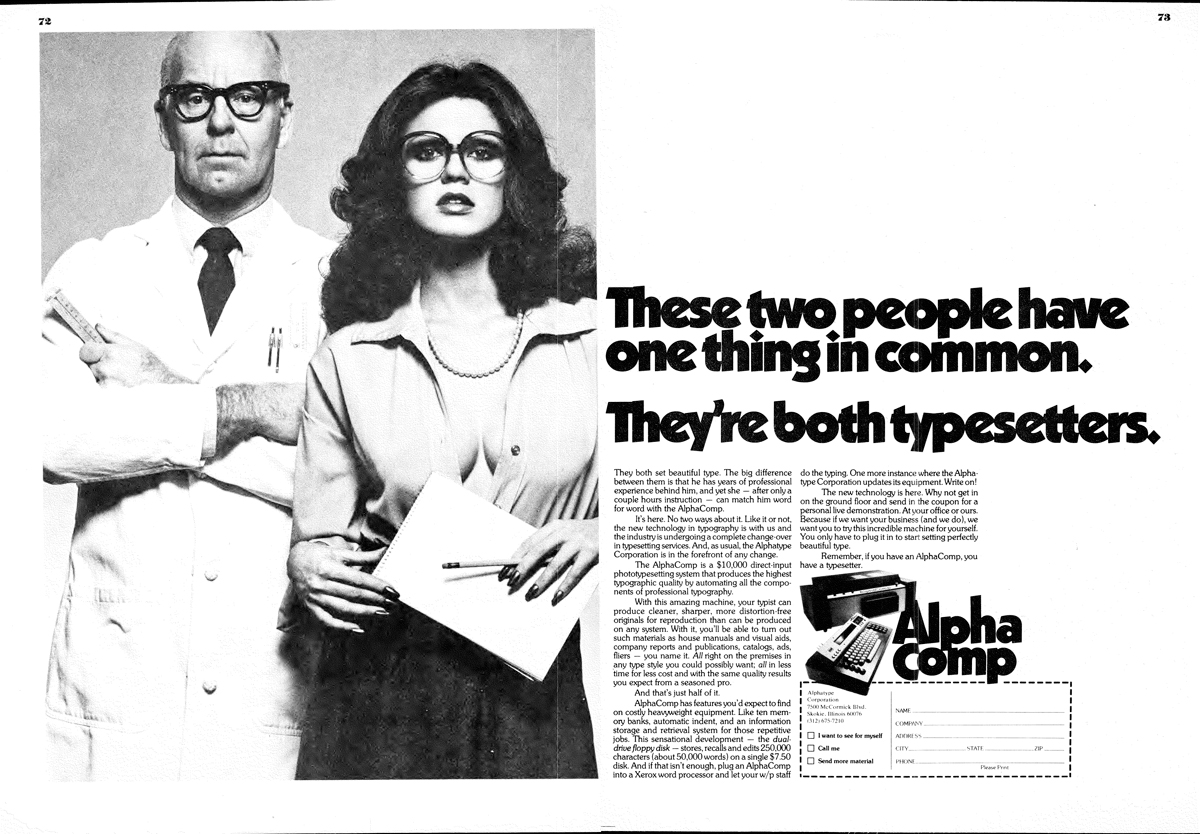 72
73
These two people have
one thing in common.
They're both typesetters.
They both set beautiful type. The big difference
between them is that he has years of professional
experience behind him, and yet she — after only a
couple hours instruction — can match him word
for word with the AlphaComp.
It's here. No two ways about it. Like it or not,
the new technology in typography is with us and
the industry is undergoing a complete change-over
in typesetting services. And, as usual, the Alphatype
Corporation is in the forefront of any change.
The AlphaComp is a $10,000 direct-input
phototypesetting system that produces the highest
typographic quality by automating all the compo-
nents of professional typography.
With this amazing machine, your typist can
produce cleaner, sharper, more distortion-free
originals for reproduction than can be produced
on any system. With it, you'll be able to turn out
such materials as house manuals and visual aids,
company reports and publications, catalogs, ads,
fliers — you name it. All right on the premises in
any type style you could possibly want; all in less
time for less cost and with the same quality results
you expect from a seasoned pro.
And that's just half of it.
AlphaComp has features you'd expect to find
on costly heavyweight equipment. Like ten mem-
ory banks, automatic indent, and an information
storage and retrieval system for those repetitive
jobs. This sensational development — the dual-
drive floppy disk — stores, recalls and edits 250,000
characters (about 50,000 words) on a single $7.50
disk. And if that isn't enough, plug an AlphaComp
into a Xerox word processor and let your w/p staff
do the typing. One more instance where the Alpha-
type Corporation updates its equipment. Write on!
The new technology is here. Why not get in
on the ground floor and send in the coupon for a
personal live demonstration. At your office or ours.
Because if we want your business (and we do), we
want you to try this incredible machine for yourself.
You only have to plug it in to start setting perfectly
beautiful type.
Remember, if you have an AlphaComp, you
have a typesetter.
Alpha
Comp
Alphatype
Corporation
7500 McCormick Blvd.
Skokie, Illinois 60076
(312) 675-7210
I want to see for myself
Call me
Send more material
NAME
COMPANY
ADDRESS
CITY STATE ZIP
PHONE
Please Print